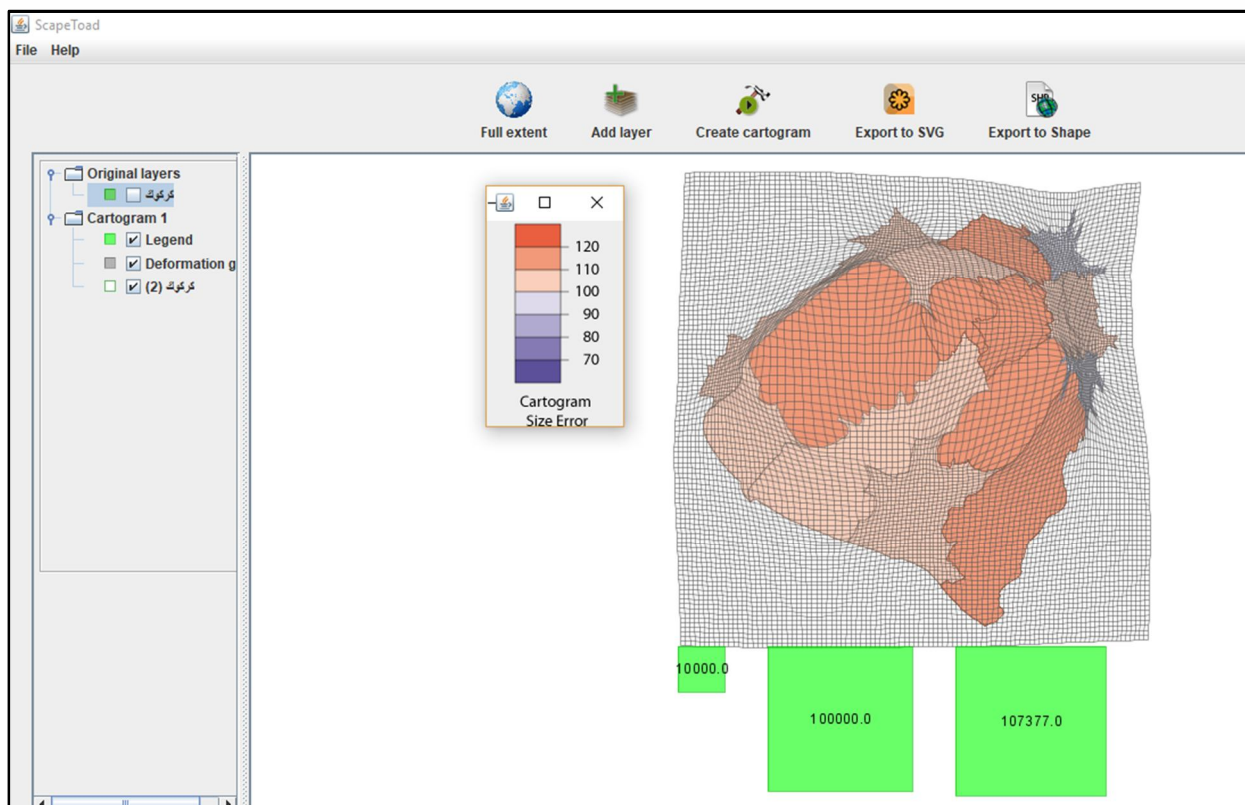 ScapeToad
File Help
Full extent Add layer Create cartogram Export to SVG Export to Shape
Original layers
كركوك
Cartogram 1
Legend
Deformation g
كركوك (2)
120
110
100
90
80
70
Cartogram
Size Error
SHP
10000.0
100000.0
107377.0